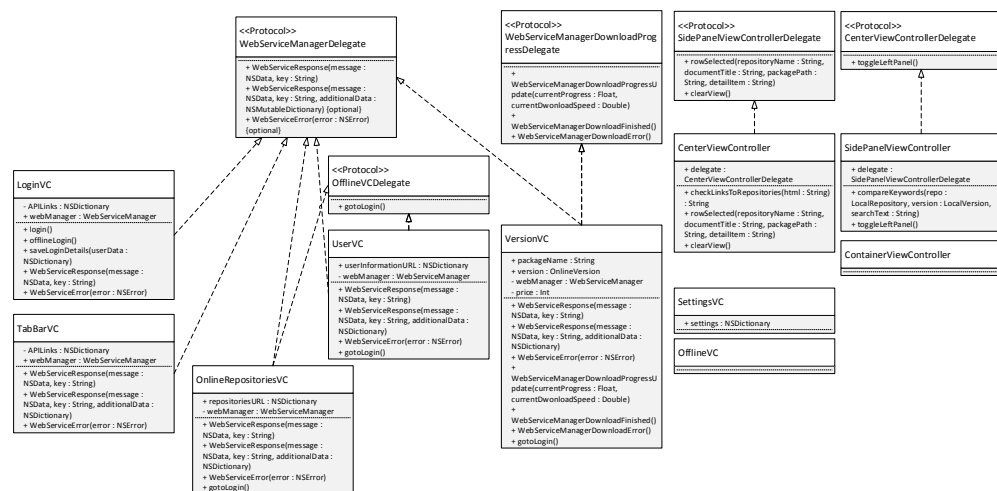 <<Protocol>>
WebServiceManagerDelegate
+ WebServiceResponse(message :
NSData, key : String)
+ WebServiceResponse(message :
NSData, key : String, additionalData :
NSMutableDictionary) {optional}
+ WebServiceError(error : NSError)
{optional}
<<Protocol>>
WebServiceManagerDownloadProg
ressDelegate
+
WebServiceManagerDownloadProgressU
pdate(currentProgress : Float,
currentDwonloadSpeed : Double)
+
WebServiceManagerDownloadFinished()
+ WebServiceManagerDownloadError()
<<Protocol>>
SidePanelViewControllerDelegate
+ rowSelected(repositoryName : String,
documentTitle : String, packagePath :
String, detailItem : String)
+ clearView()
<<Protocol>>
CenterViewControllerDelegate
+ toggleLeftPanel()
LoginVC
- APILinks : NSDictionary
+ webManager : WebServiceManager
+ login()
+ offlineLogin()
+ saveLoginDetails(userData :
NSDictionary)
+ WebServiceResponse(message :
NSData, key : String)
+ WebServiceError(error : NSError)
<<Protocol>>
OfflineVCDelegate
+ gotoLogin()
UserVC
+ userInformationURL : NSDictionary
- webManager : WebServiceManager
+ WebServiceResponse(message :
NSData, key : String)
+ WebServiceResponse(message :
NSData, key : String, additionalData :
NSDictionary)
+ WebServiceError(error : NSError)
+ gotoLogin()
VersionVC
+ packageName : String
+ version : OnlineVersion
- webManager : WebServiceManager
- price : Int
+ WebServiceResponse(message :
NSData, key : String)
+ WebServiceResponse(message :
NSData, key : String, additionalData :
NSDictionary)
+ WebServiceError(error : NSError)
+
WebServiceManagerDownloadProgressU
pdate(currentProgress : Float,
currentDwonloadSpeed : Double)
+
WebServiceManagerDownloadFinished()
+ WebServiceManagerDownloadError()
+ gotoLogin()
CenterViewController
+ delegate :
CenterViewControllerDelegate
+ checkLinksToRepositories(html : String)
: String
+ rowSelected(repositoryName : String,
documentTitle : String, packagePath :
String, detailItem : String)
+ clearView()
SidePanelViewController
+ delegate :
SidePanelViewControllerDelegate
+ compareKeywords(repo :
LocalRepository, version : LocalVersion,
searchText : String)
+ toggleLeftPanel()
ContainerViewController
SettingsVC
+ settings : NSDictionary
OfflineVC
TabBarVC
- APILinks : NSDictionary
+ webManager : WebServiceManager
+ WebServiceResponse(message :
NSData, key : String)
+ WebServiceResponse(message :
NSData, key : String, additionalData :
NSDictionary)
+ WebServiceError(error : NSError)
OnlineRepositoriesVC
+ repositoriesURL : NSDictionary
- webManager : WebServiceManager
+ WebServiceResponse(message :
NSData, key : String)
+ WebServiceResponse(message :
NSData, key : String, additionalData :
NSDictionary)
+ WebServiceError(error : NSError)
+ gotoLogin()